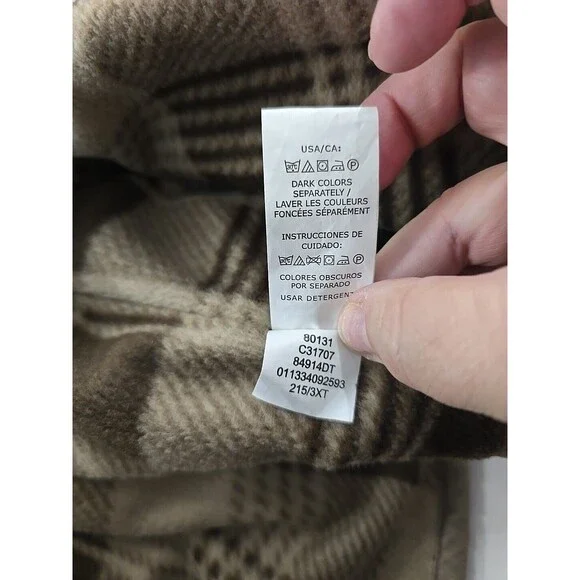 USA/CA:
DARK COLORS
SEPARATELY /
LAVER LES COULEURS
FONCÉES SÉPARÉMENT
INSTRUCCIONES DE
CUIDADO:
COLORES OBSCUROS
POR SEPARADO
USAR DETERGEN
80131
C31707
84914DT
011334092593
215/3XT